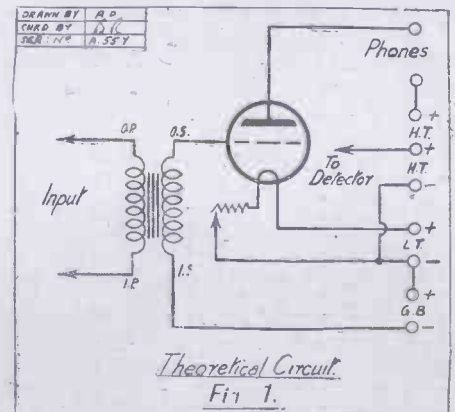 DRAWN BY A.P.
CHKD BY
SER: No A.557
Phones
+
H.T.
+
H.T.
-
To
Detector
O.P.
O.S.
Input
I.P.
I.S.
+
L.T.
-
+
G.B
-
Theoretical Circuit.
Fig 1.